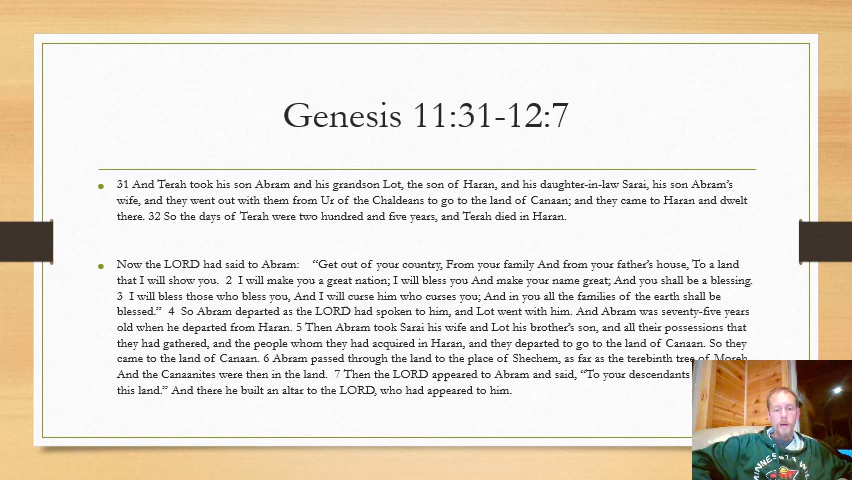 Genesis 11:31-12:7
31 And Terah took his son Abram and his grandson Lot, the son of Haran, and his daughter-in-law Sarai, his son Abram's
wife, and they went out with them from Ur of the Chaldeans to go to the land of Canaan; and they came to Haran and dwelt
there. 32 So the days of Terah were two hundred and five years, and Terah died in Haran.
Now the LORD had said to Abram: “Get out of your country, From your family And from your father's house, To a land
that I will show you. 2 I will make you a great nation; I will bless you And make your name great; And you shall be a blessing.
3 I will bless those who bless you, And I will curse him who curses you; And in you all the families of the earth shall be
blessed.” 4 So Abram departed as the LORD had spoken to him, and Lot went with him. And Abram was seventy-five years
old when he departed from Haran. 5 Then Abram took Sarai his wife and Lot his brother's son, and all their possessions that
they had gathered, and the people whom they had acquired in Haran, and they departed to go to the land of Canaan. So they
came to the land of Canaan. 6 Abram passed through the land to the place of Shechem, as far as the terebinth tree of Moreh.
And the Canaanites were then in the land. 7 Then the LORD appeared to Abram and said, “To your descendants
this land.” And there he built an altar to the LORD, who had appeared to him.
MINNESOTA WI